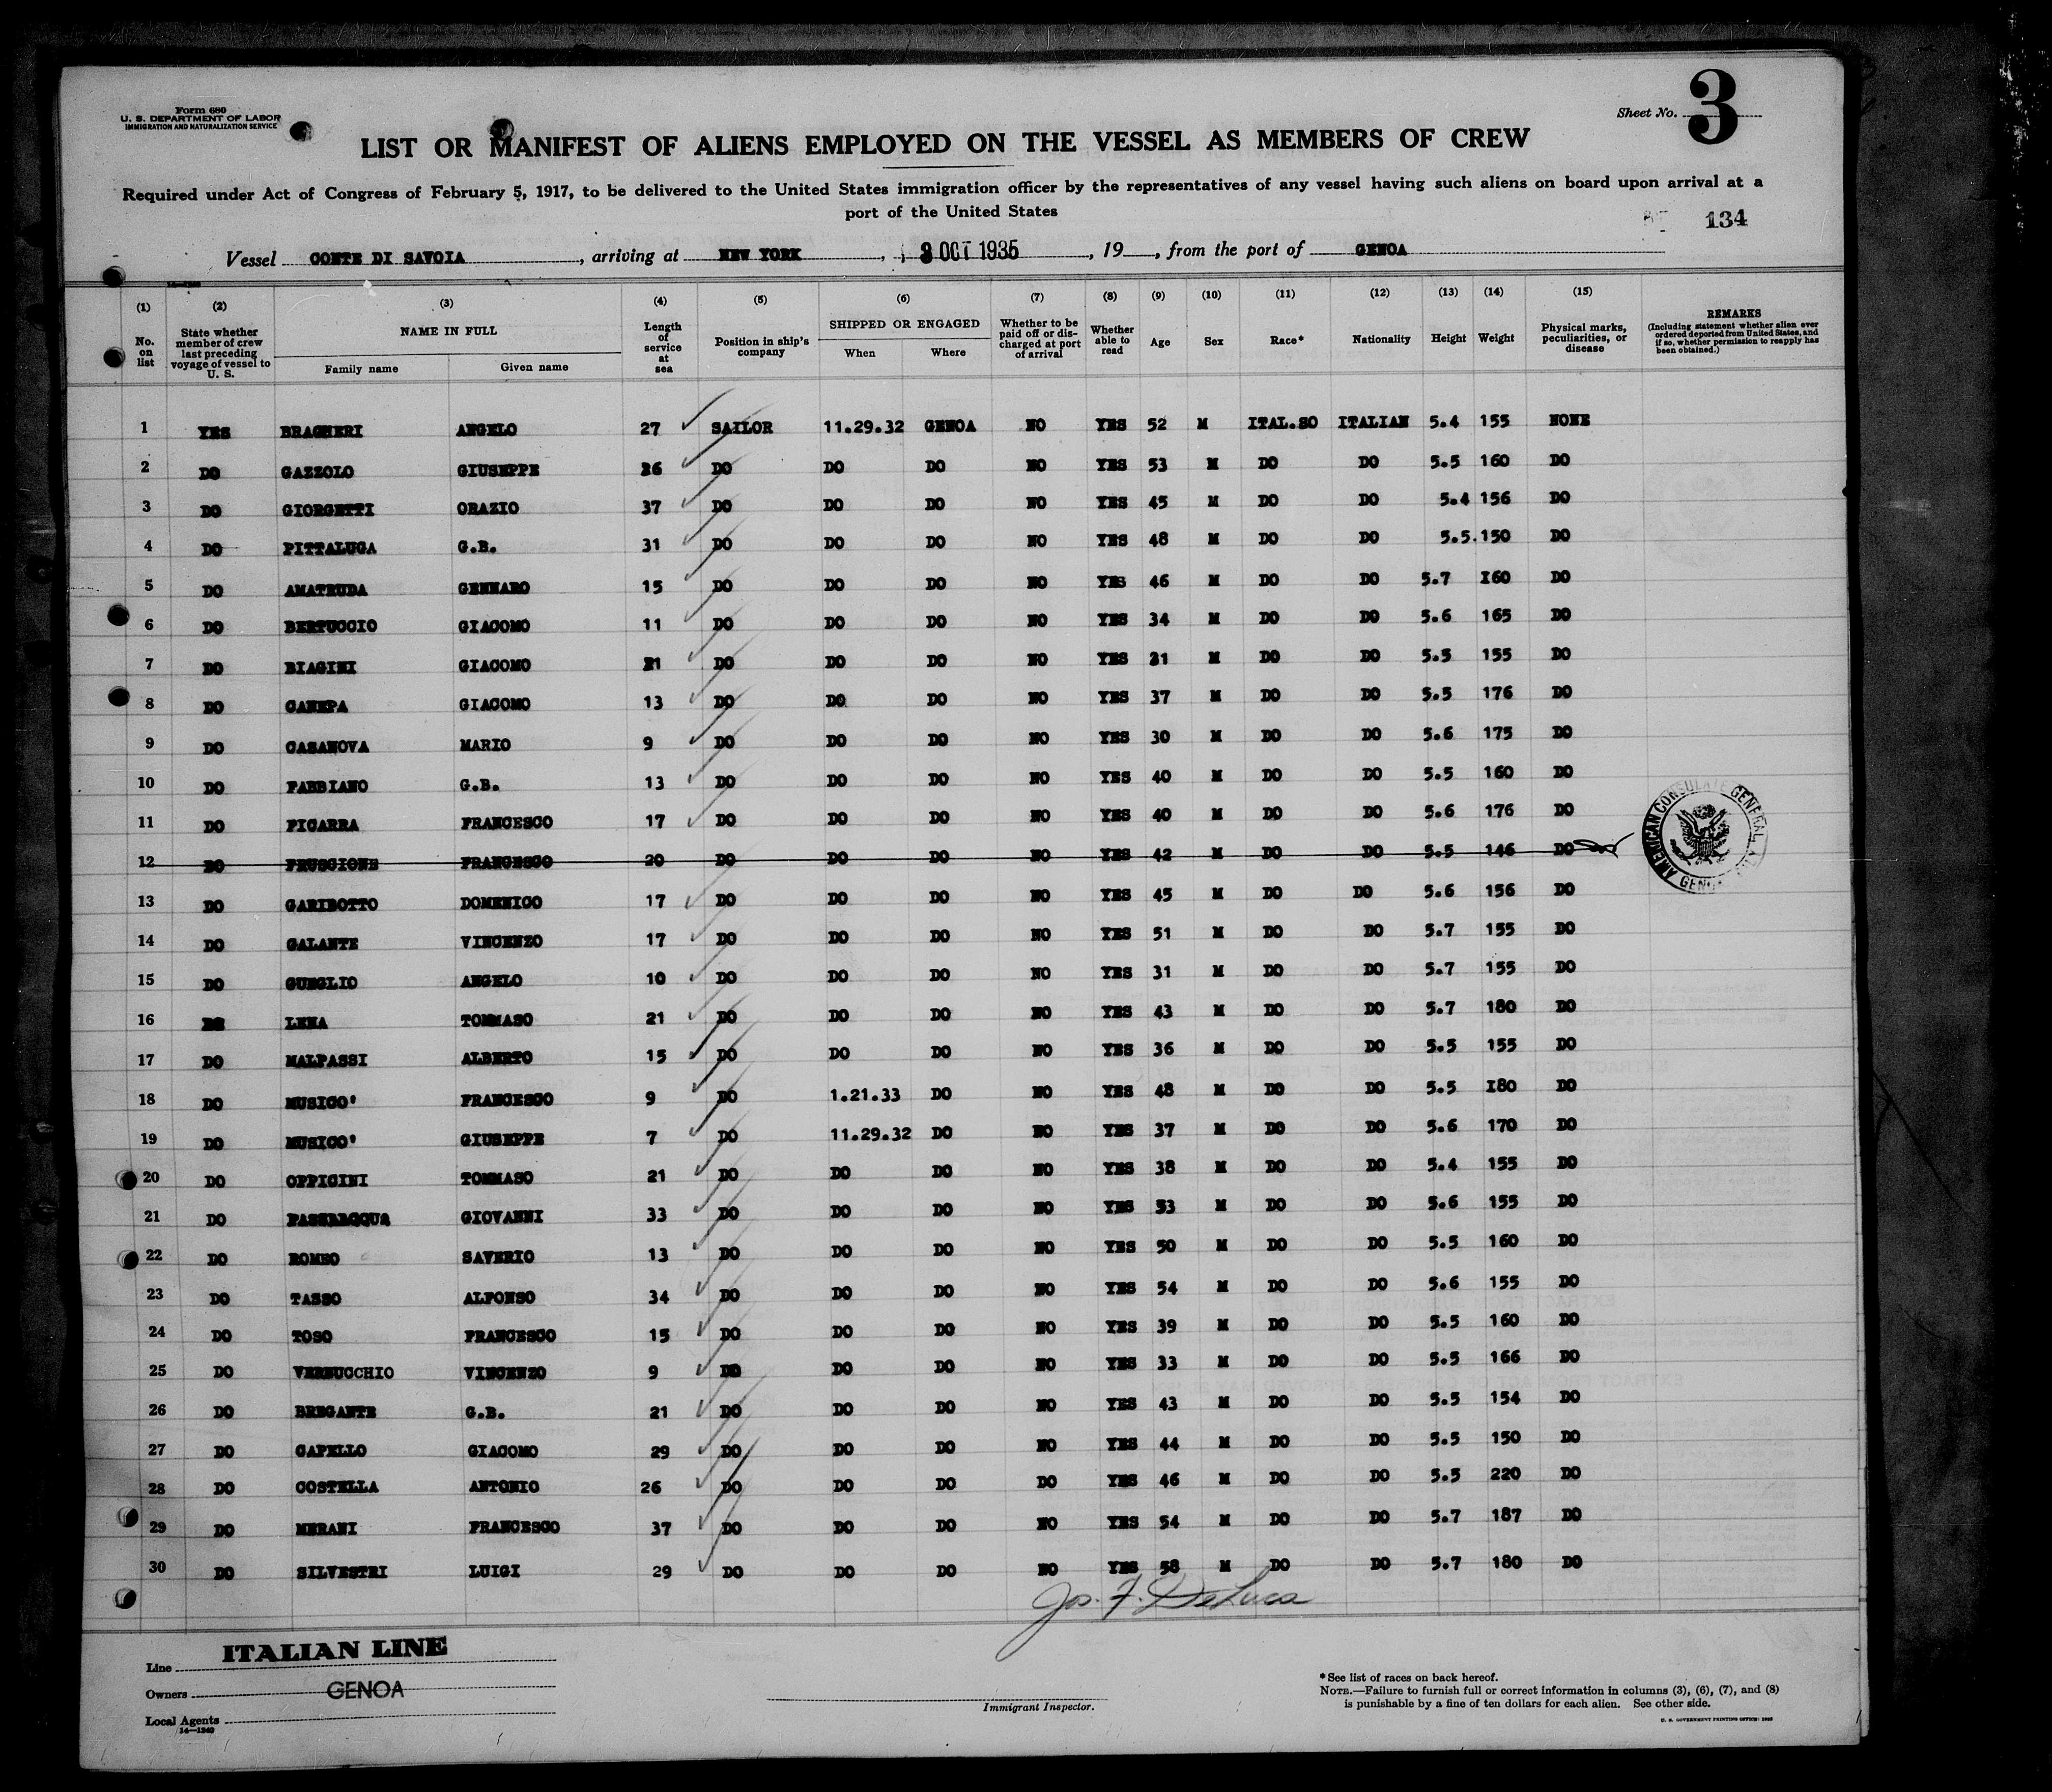 Form 680
U. S. DEPARTMENT OF LABOR
IMMIGRATION AND NATURALIZATION SERVICE
Sheet No. 3
LIST OR MANIFEST OF ALIENS EMPLOYED ON THE VESSEL AS MEMBERS OF CREW
Required under Act of Congress of February 5, 1917, to be delivered to the United States immigration officer by the representatives of any vessel having such aliens on board upon arrival at a
port of the United States
134
Vessel CONTE DI SAVOIA, arriving at NEW YORK, 3 OCT 1935, 19, from the port of GENOA
(1) (2) (3) (4) (5) (6) (7) (8) (9) (10) (11) (12) (13) (14) (15)
No. on list State whether member of crew last preceding voyage of vessel to U. S. NAME IN FULL Family name Given name Length of service at sea Position in ship's company SHIPPED OR ENGAGED When Where Whether to be paid off or discharged at port of arrival Whether able to read Age Sex Race* Nationality Height Weight Physical marks, peculiarities, or disease REMARKS (Including statement whether alien ever ordered deported from United States, and if so, whether permission to reapply has been obtained.)
1 YES BRAGHERI ANGELO 27 SAILOR 11.29.32 GENOA NO YES 52 M ITAL.SO ITALIAN 5.4 155 NONE
2 DO GAZZOLO GIUSEPPE 26 DO DO DO NO YES 53 M DO DO 5.5 160 DO
3 DO GIORGETTI ORAZIO 37 DO DO DO NO YES 45 M DO DO 5.4 156 DO
4 DO PITTALUGA G.B. 31 DO DO DO NO YES 48 M DO DO 5.5. 150 DO
5 DO AMATRUDA GENNARO 15 DO DO DO NO YES 46 M DO DO 5.7 I60 DO
6 DO BERTUCCIO GIACOMO 11 DO DO DO NO YES 34 M DO DO 5.6 165 DO
7 DO BIAGINI GIACOMO 21 DO DO DO NO YES 21 M DO DO 5.5 155 DO
8 DO CANEPA GIACOMO 13 DO DO DO NO YES 37 M DO DO 5.5 176 DO
9 DO CASANOVA MARIO 9 DO DO DO NO YES 30 M DO DO 5.6 175 DO
10 DO FABBIANO G.B. 13 DO DO DO NO YES 40 M DO DO 5.5 160 DO
11 DO FICARRA FRANCESCO 17 DO DO DO NO YES 40 M DO DO 5.6 176 DO
12 DO FRUSCIONE FRANCESCO 20 DO DO DO NO YES 42 M DO DO 5.5 146 DO
AMERICAN CONSULATE GENERAL GENOA
13 DO GARIBOTTO DOMENICO 17 DO DO DO NO YES 45 M DO DO 5.6 156 DO
14 DO GALANTE VINCENZO 17 DO DO DO NO YES 51 M DO DO 5.7 155 DO
15 DO GUEGLIO ANGELO 10 DO DO DO NO YES 31 M DO DO 5.7 155 DO
16 DO LENA TOMMASO 21 DO DO DO NO YES 43 M DO DO 5.7 180 DO
17 DO MALPASSI ALBERTO 15 DO DO DO NO YES 36 M DO DO 5.5 155 DO
18 DO MUSICO' FRANCESCO 9 DO 1.21.33 DO NO YES 48 M DO DO 5.5 I80 DO
19 DO MUSICO' GIUSEPPE 7 DO 11.29.32 DO NO YES 37 M DO DO 5.6 170 DO
20 DO OPPICINI TOMMASO 21 DO DO DO NO YES 38 M DO DO 5.4 155 DO
21 DO PASSRACQUA GIOVANNI 33 DO DO DO NO YES 53 M DO DO 5.6 155 DO
22 DO ROMEO SAVERIO 13 DO DO DO NO YES 50 M DO DO 5.5 160 DO
23 DO TASSO ALFONSO 34 DO DO DO NO YES 54 M DO DO 5.6 155 DO
24 DO TOSO FRANCESCO 15 DO DO DO NO YES 39 M DO DO 5.5 160 DO
25 DO VERNUCCHIO VINCENZO 9 DO DO DO NO YES 33 M DO DO 5.5 166 DO
26 DO BREGANTE G.B. 21 DO DO DO NO YES 43 M DO DO 5.5 154 DO
27 DO CAPELLO GIACOMO 29 DO DO DO NO YES 44 M DO DO 5.5 150 DO
28 DO COSTELLA ANTONIO 26 DO DO DO DO YES 46 M DO DO 5.5 220 DO
29 DO MERANI FRANCESCO 37 DO DO DO NO YES 54 M DO DO 5.7 187 DO
30 DO SILVESTRI LUIGI 29 DO DO DO NO YES 58 M DO DO 5.7 180 DO
Jos. F. DeLuca
Line ITALIAN LINE
Owners GENOA
Local Agents
14—1240
Immigrant Inspector.
*See list of races on back hereof.
NOTE.—Failure to furnish full or correct information in columns (3), (6), (7), and (8)
is punishable by a fine of ten dollars for each alien. See other side.
U. S. GOVERNMENT PRINTING OFFICE: